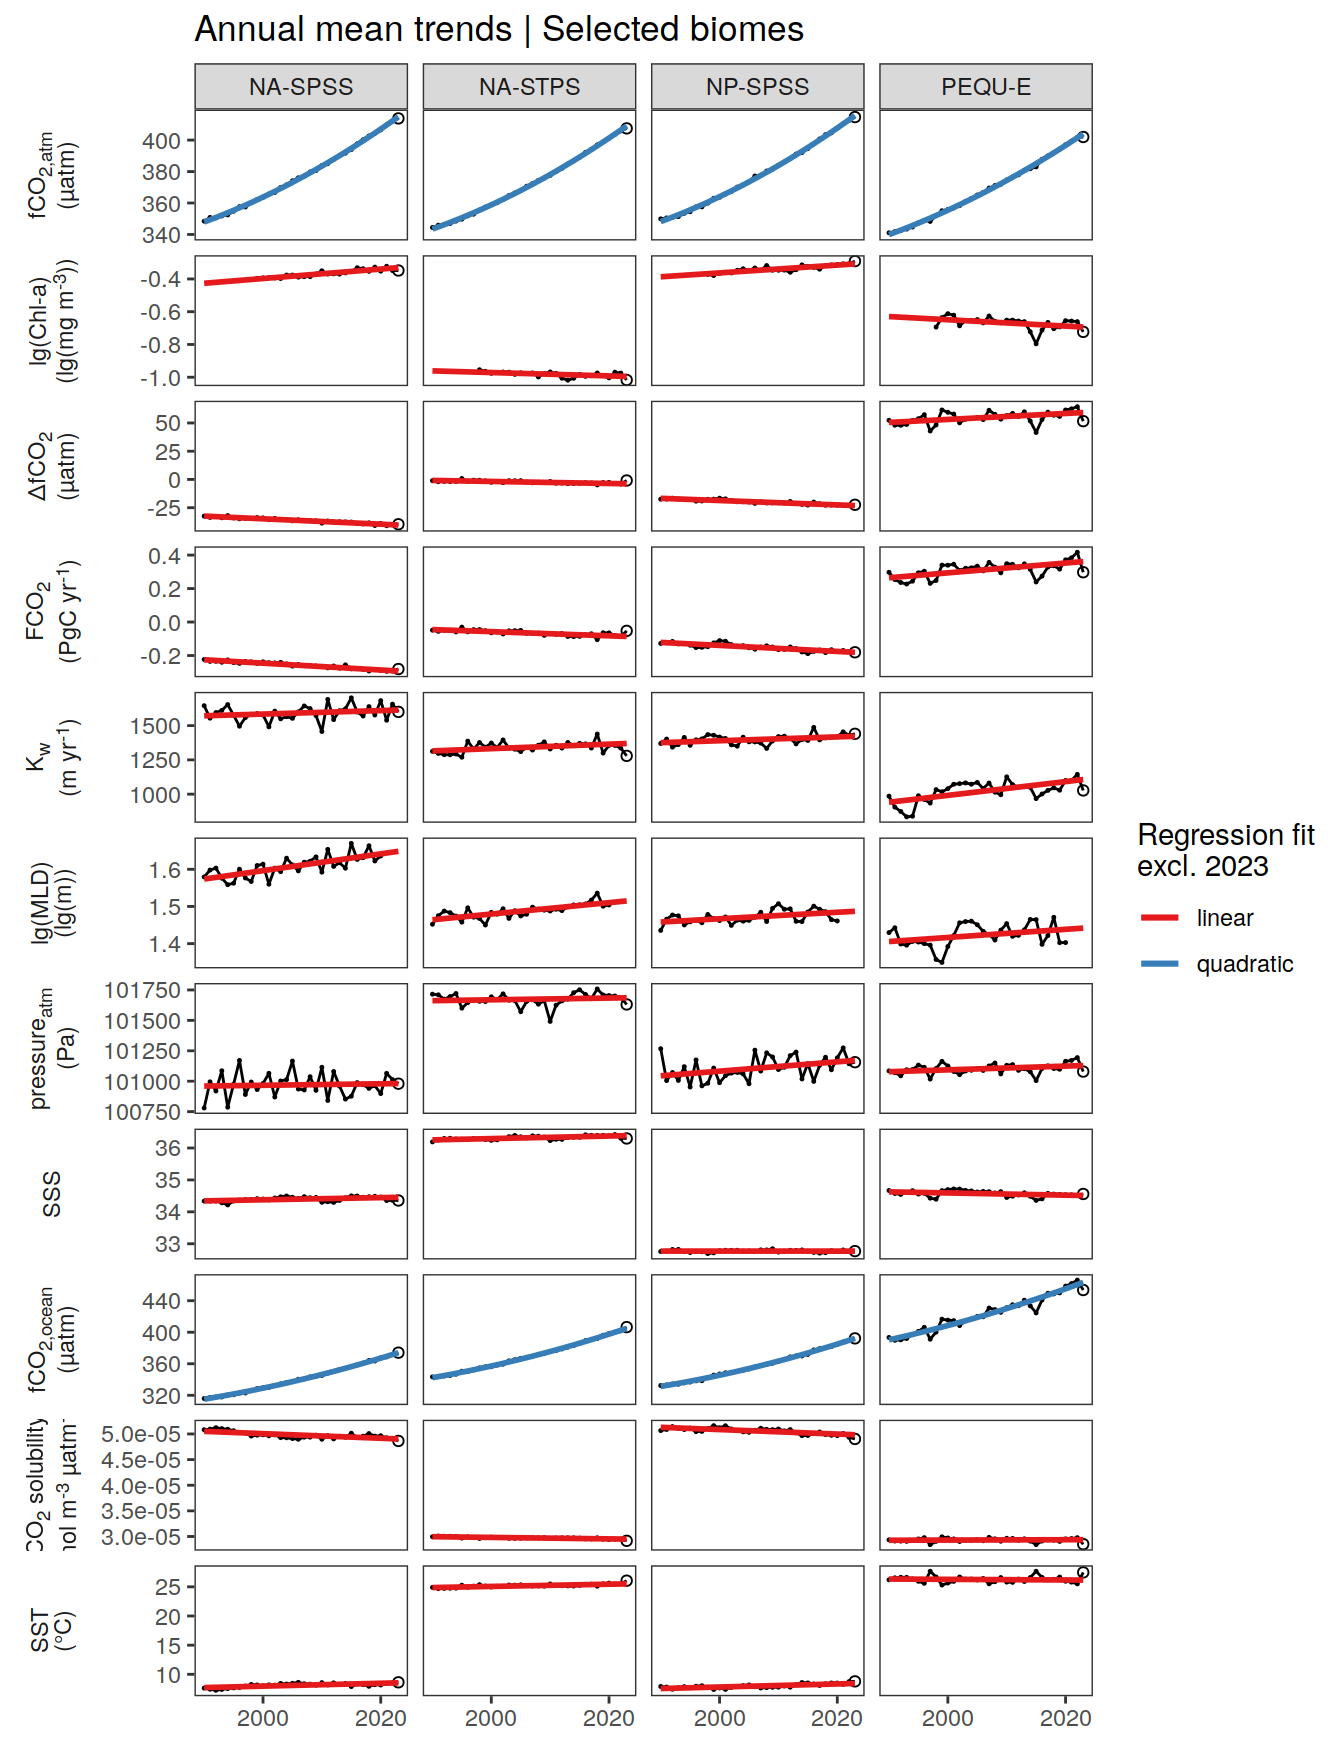 Annual mean trends | Selected biomes
NA-SPSS NA-STPS NP-SPSS PEQU-E
fCO2,atm
(µatm)
400
380
360
340
lg(Chl-a)
(lg(mg m-3))
-0.4
-0.6
-0.8
-1.0
ΔfCO2
(µatm)
50
25
0
-25
FCO2
(PgC yr-1)
0.4
0.2
0.0
-0.2
Kw
(m yr-1)
1500
1250
1000
lg(MLD)
(lg(m))
1.6
1.5
1.4
pressureatm
(Pa)
101750
101500
101250
101000
100750
SSS
36
35
34
33
fCO2,ocean
(µatm)
440
400
360
320
CO2 solubility
m-3 µatm-
5.0e-05
4.5e-05
4.0e-05
3.5e-05
3.0e-05
SST
(°C)
25
20
15
10
2000 2020 2000 2020 2000 2020 2000 2020
Regression fit
excl. 2023
linear
quadratic